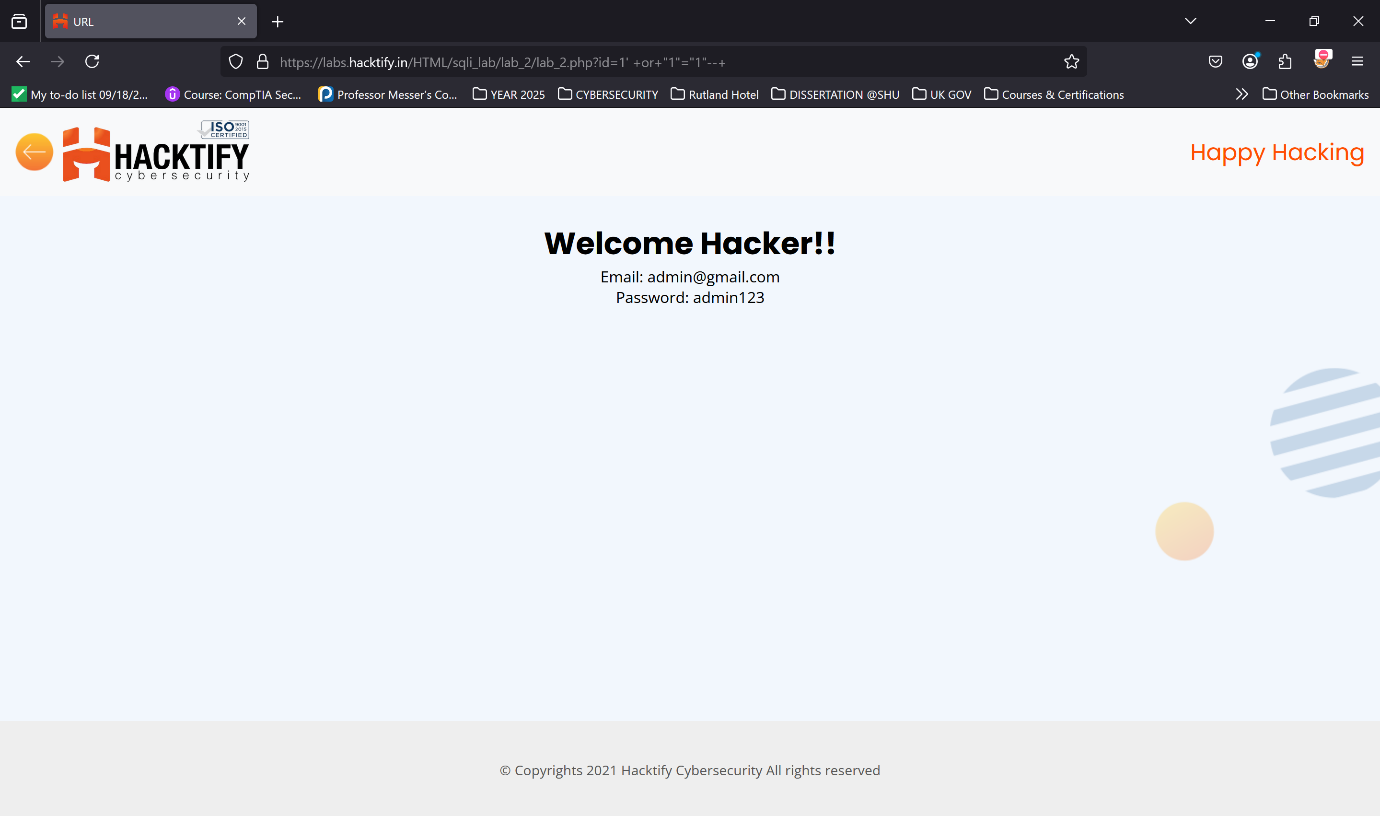 URL
https://labs.hacktify.in/HTML/sqli_lab/lab_2/lab_2.php?id=1' +or+"1"="1"--+
My to-do list 09/18/2... Course: CompTIA Sec... Professor Messer's Co... YEAR 2025 CYBERSECURITY Rutland Hotel DISSERTATION @SHU UK GOV Courses & Certifications Other Bookmarks
ISO 9001 2015
CERTIFIED
HACKTIFY
cybersecurity
Happy Hacking
Welcome Hacker!!
Email: admin@gmail.com
Password: admin123
© Copyrights 2021 Hacktify Cybersecurity All rights reserved